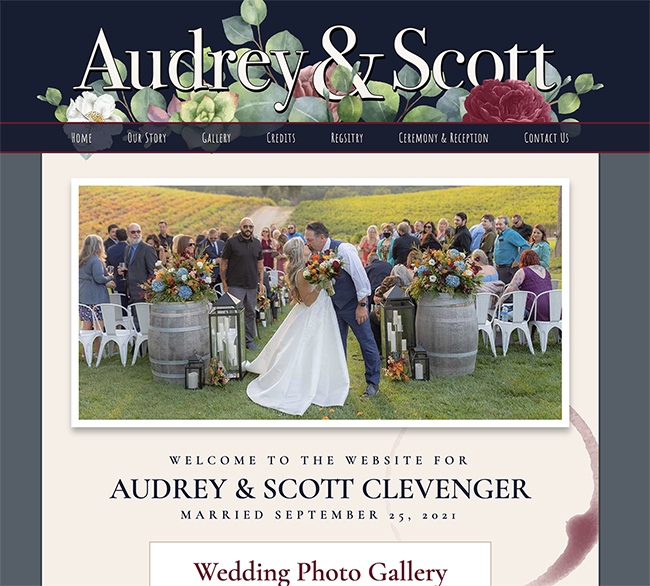 Audrey & Scott
Home Our Story Gallery Credits Regsitry Ceremony & Reception Contact Us
WELCOME TO THE WEBSITE FOR
AUDREY & SCOTT CLEVENGER
MARRIED SEPTEMBER 25, 2021
Wedding Photo Gallery